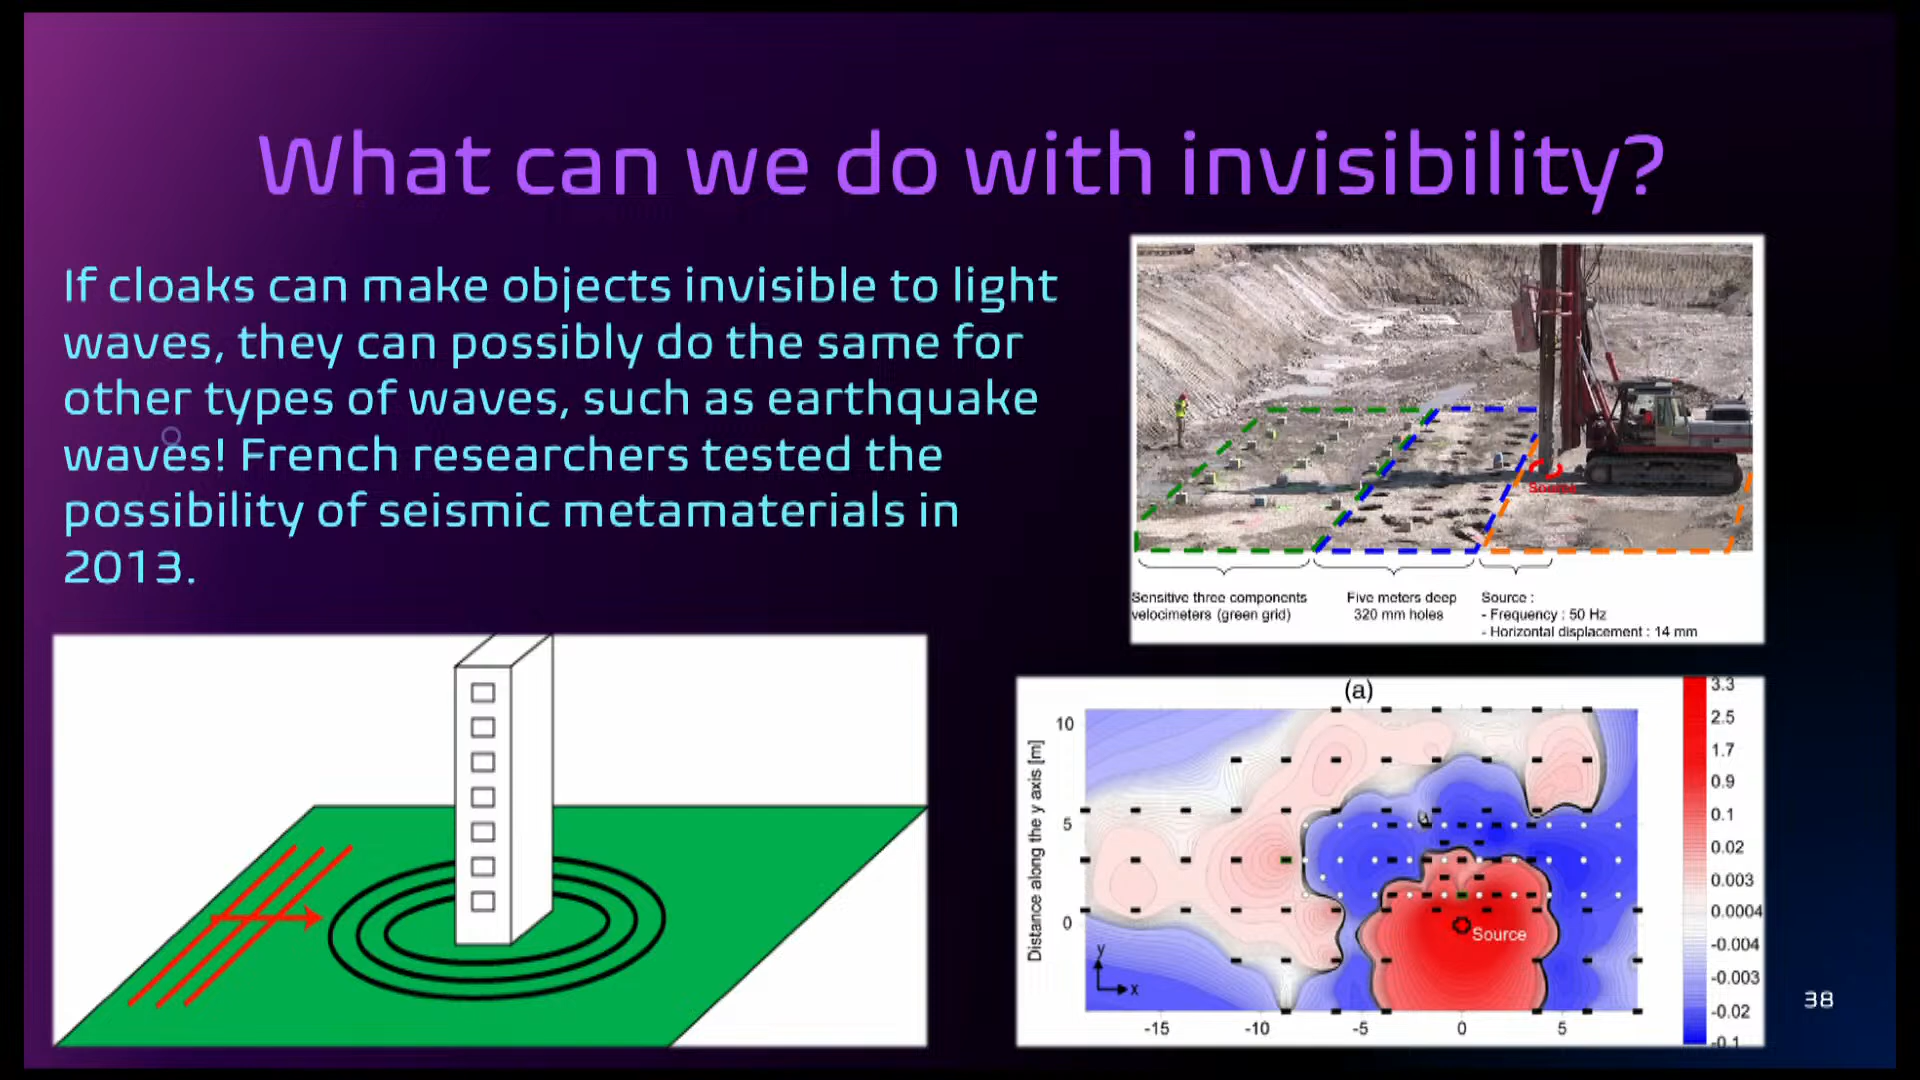 What can we do with invisibility?
If cloaks can make objects invisible to light
waves, they can possibly do the same for
other types of waves, such as earthquake
waves! French researchers tested the
possibility of seismic metamaterials in
2013.
Source
Sensitive three components
velocimeters (green grid)
Five meters deep
320 mm holes
Source :
- Frequency : 50 Hz
- Horizontal displacement : 14 mm
(a)
Distance along the y axis [m]
10
5
0
y
x
Source
-15
-10
-5
0
5
3.3
2.5
1.7
0.9
0.1
0.02
0.003
0.0004
-0.004
-0.003
-0.02
-0.1
38